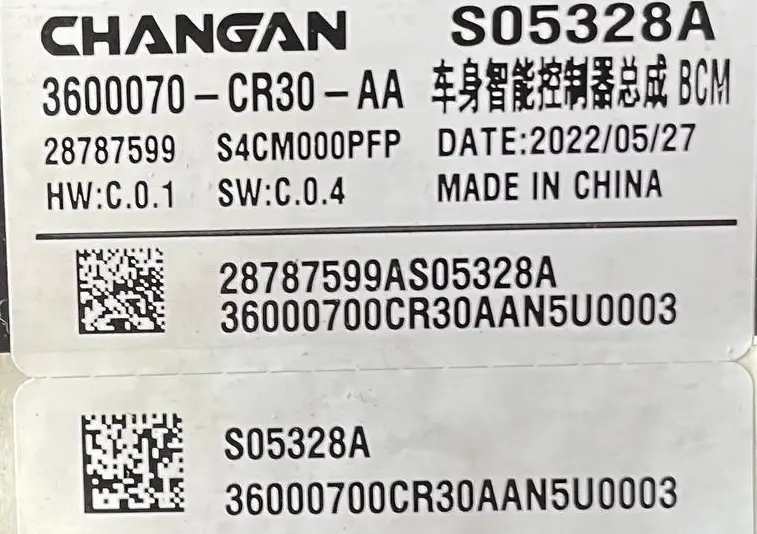 CHANGAN S05328A
3600070-CR30-AA 车身智能控制器总成 BCM
28787599 S4CM000PFP DATE:2022/05/27
HW:C.0.1 SW:C.0.4 MADE IN CHINA
28787599AS05328A
36000700CR30AAN5U0003
S05328A
36000700CR30AAN5U0003